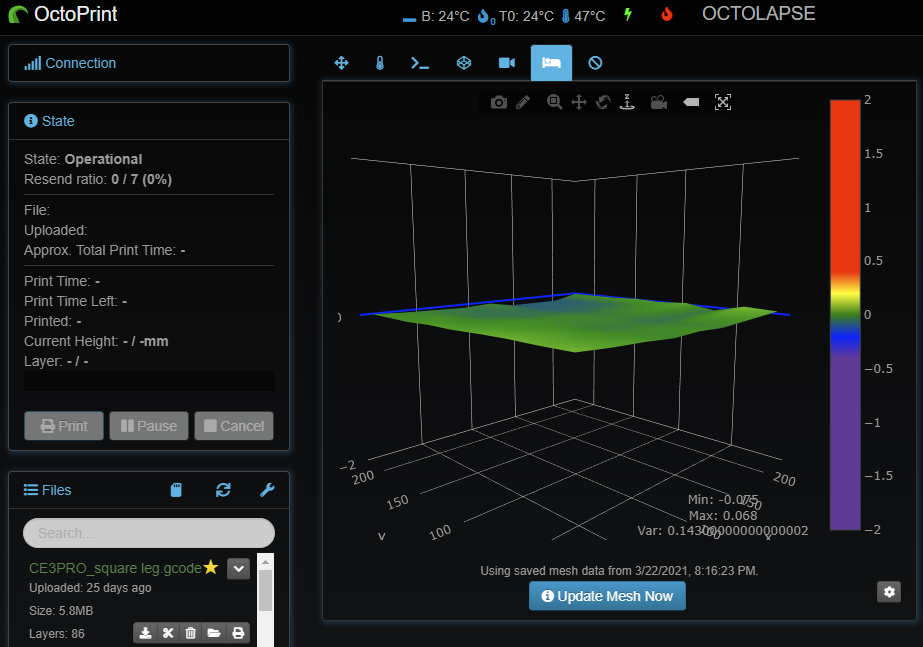 OctoPrint
B: 24°C
0 T0: 24°C
47°C
OCTOLAPSE
Connection
State
State: Operational
Resend ratio: 0 / 7 (0%)
File:
Uploaded:
Approx. Total Print Time: -
Print Time: -
Print Time Left: -
Printed: -
Current Height: - / -mm
Layer: - / -
Print
Pause
Cancel
Files
Search...
CE3PRO_square leg.gcode
Uploaded: 25 days ago
Size: 5.8MB
Layers: 86
z
2
1.5
1
0.5
0
−0.5
−1
−1.5
−2
−2
200
150
100
y
200
Min: -0.075
Max: 0.068
Var: 0.14300000000000002
Using saved mesh data from 3/22/2021, 8:16:23 PM.
Update Mesh Now